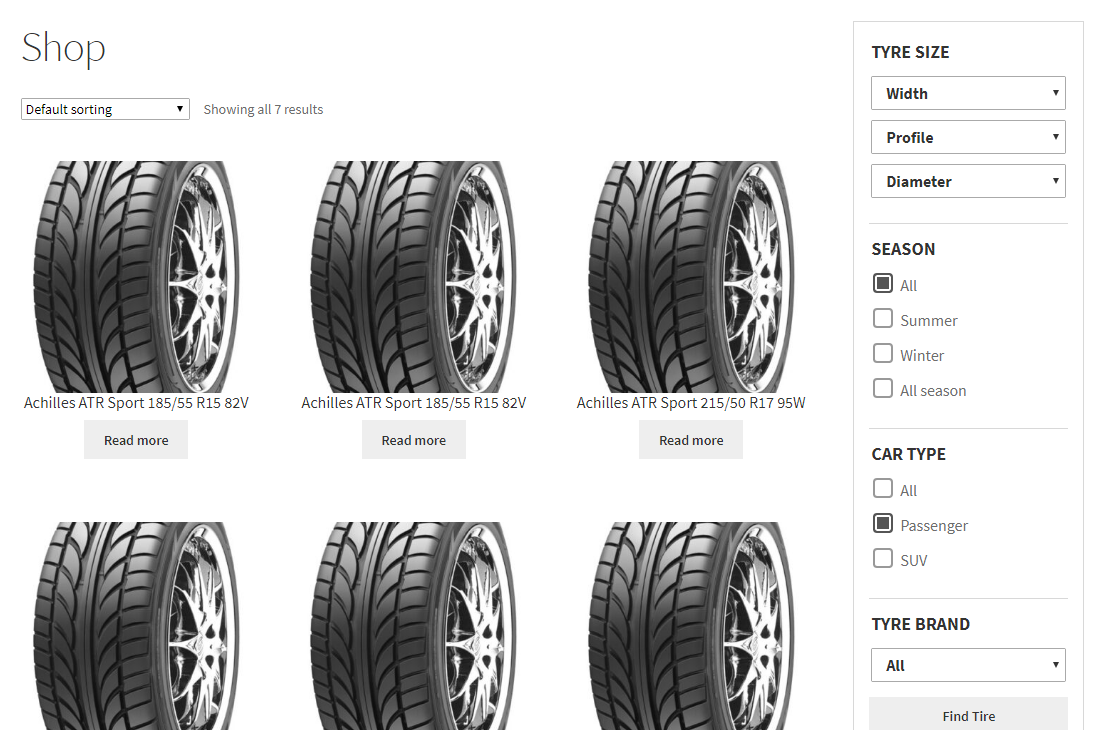 Shop
Default sorting
Showing all 7 results
Achilles ATR Sport 185/55 R15 82V
Read more
Achilles ATR Sport 185/55 R15 82V
Read more
Achilles ATR Sport 215/50 R17 95W
Read more
TYRE SIZE
Width
Profile
Diameter
SEASON
All
Summer
Winter
All season
CAR TYPE
All
Passenger
SUV
TYRE BRAND
All
Find Tire